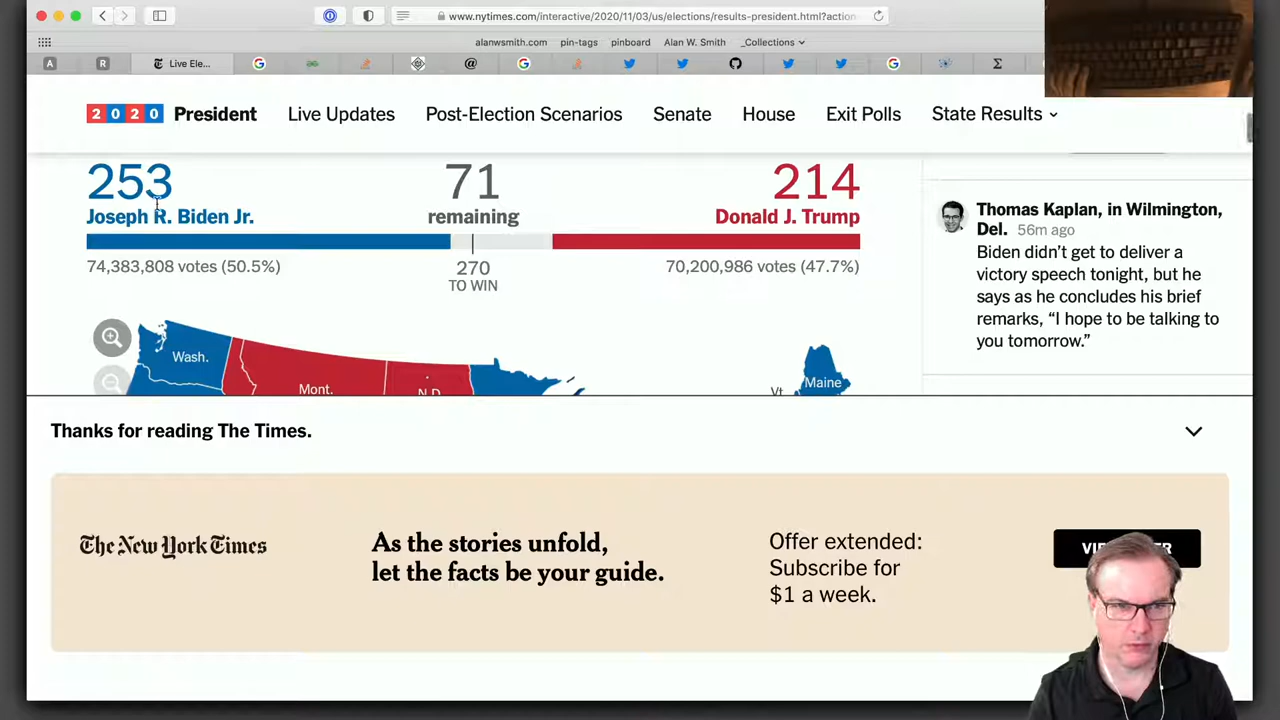 www.nytimes.com/interactive/2020/11/03/us/elections/results-president.html?action
alanwsmith.com pin-tags pinboard Alan W. Smith _Collections
A R Live Ele...
2020 President Live Updates Post-Election Scenarios Senate House Exit Polls State Results
253 71 214
Joseph R. Biden Jr. remaining Donald J. Trump
74,383,808 votes (50.5%) 270 70,200,986 votes (47.7%)
TO WIN
Wash.
Mont.
N.D.
Vt.
Maine
Thomas Kaplan, in Wilmington,
Del. 56m ago
Biden didn’t get to deliver a
victory speech tonight, but he
says as he concludes his brief
remarks, “I hope to be talking to
you tomorrow.”
Thanks for reading The Times.
The New York Times
As the stories unfold,
let the facts be your guide.
Offer extended:
Subscribe for
$1 a week.